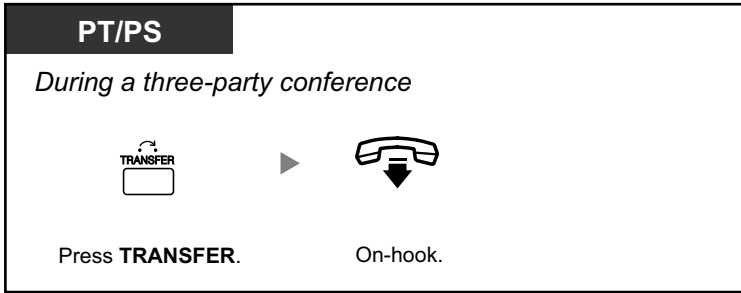 PT/PS
During a three-party conference
TRANSFER
Press TRANSFER.
On-hook.